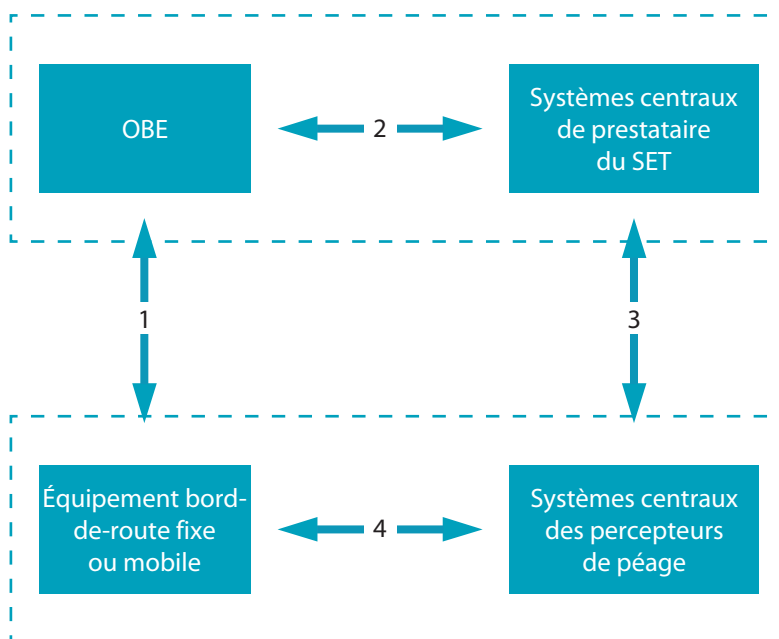 OBE
2
Systèmes centraux
de prestataire
du SET
1
3
Équipement bord-
de-route fixe
ou mobile
4
Systèmes centraux
des percepteurs
de péage